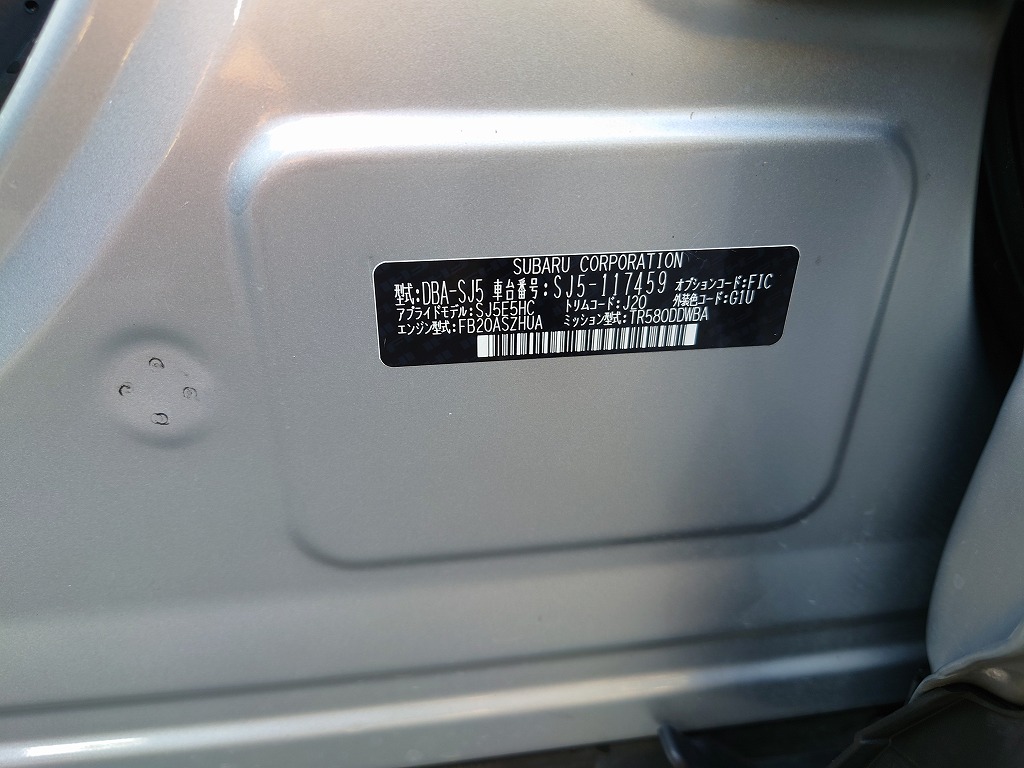 SUBARU CORPORATION
型式:DBA-SJ5 車台番号:SJ5-117459 オプションコード:FIC
アプライドモデル:SJ5E5HC トリムコード:J20 外装色コード:G1U
エンジン型式:FB20ASZHUA ミッション型式:TR580DDWBA